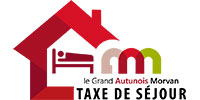 le Grand Autunois Morvan
TAXE DE SÉJOUR